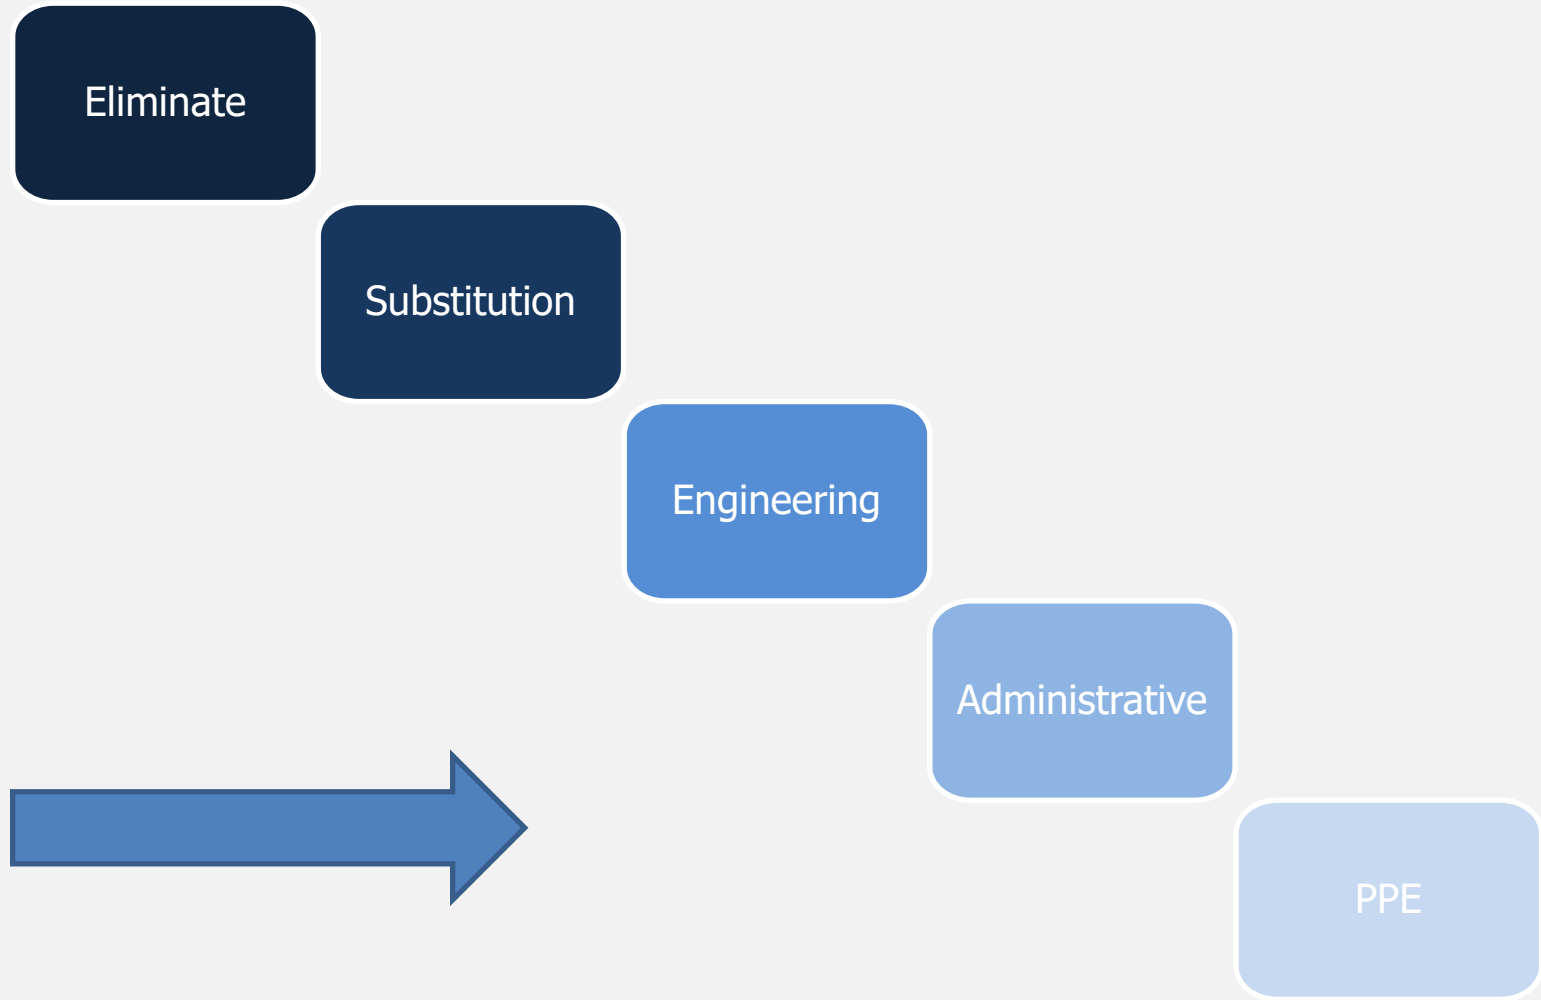 Eliminate
Substitution
Engineering
Administrative
PPE